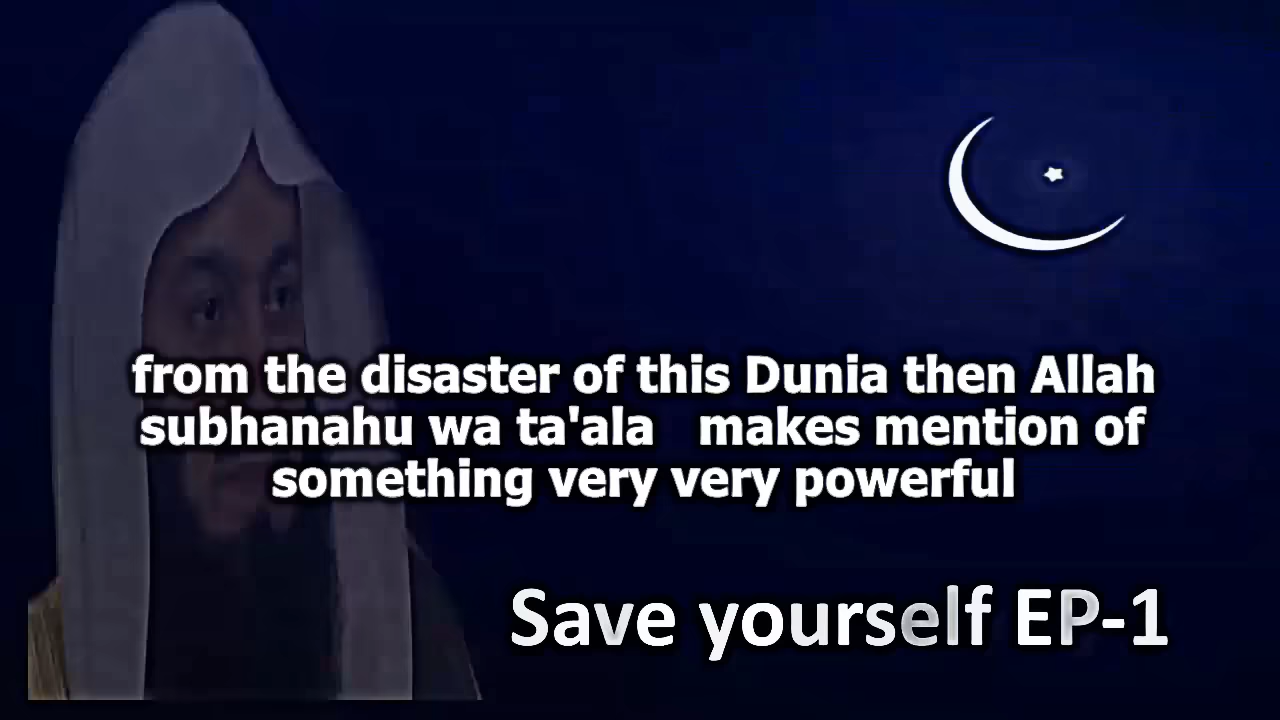 from the disaster of this Dunia then Allah
subhanahu wa ta'ala   makes mention of
something very very powerful
Save yourself EP-1